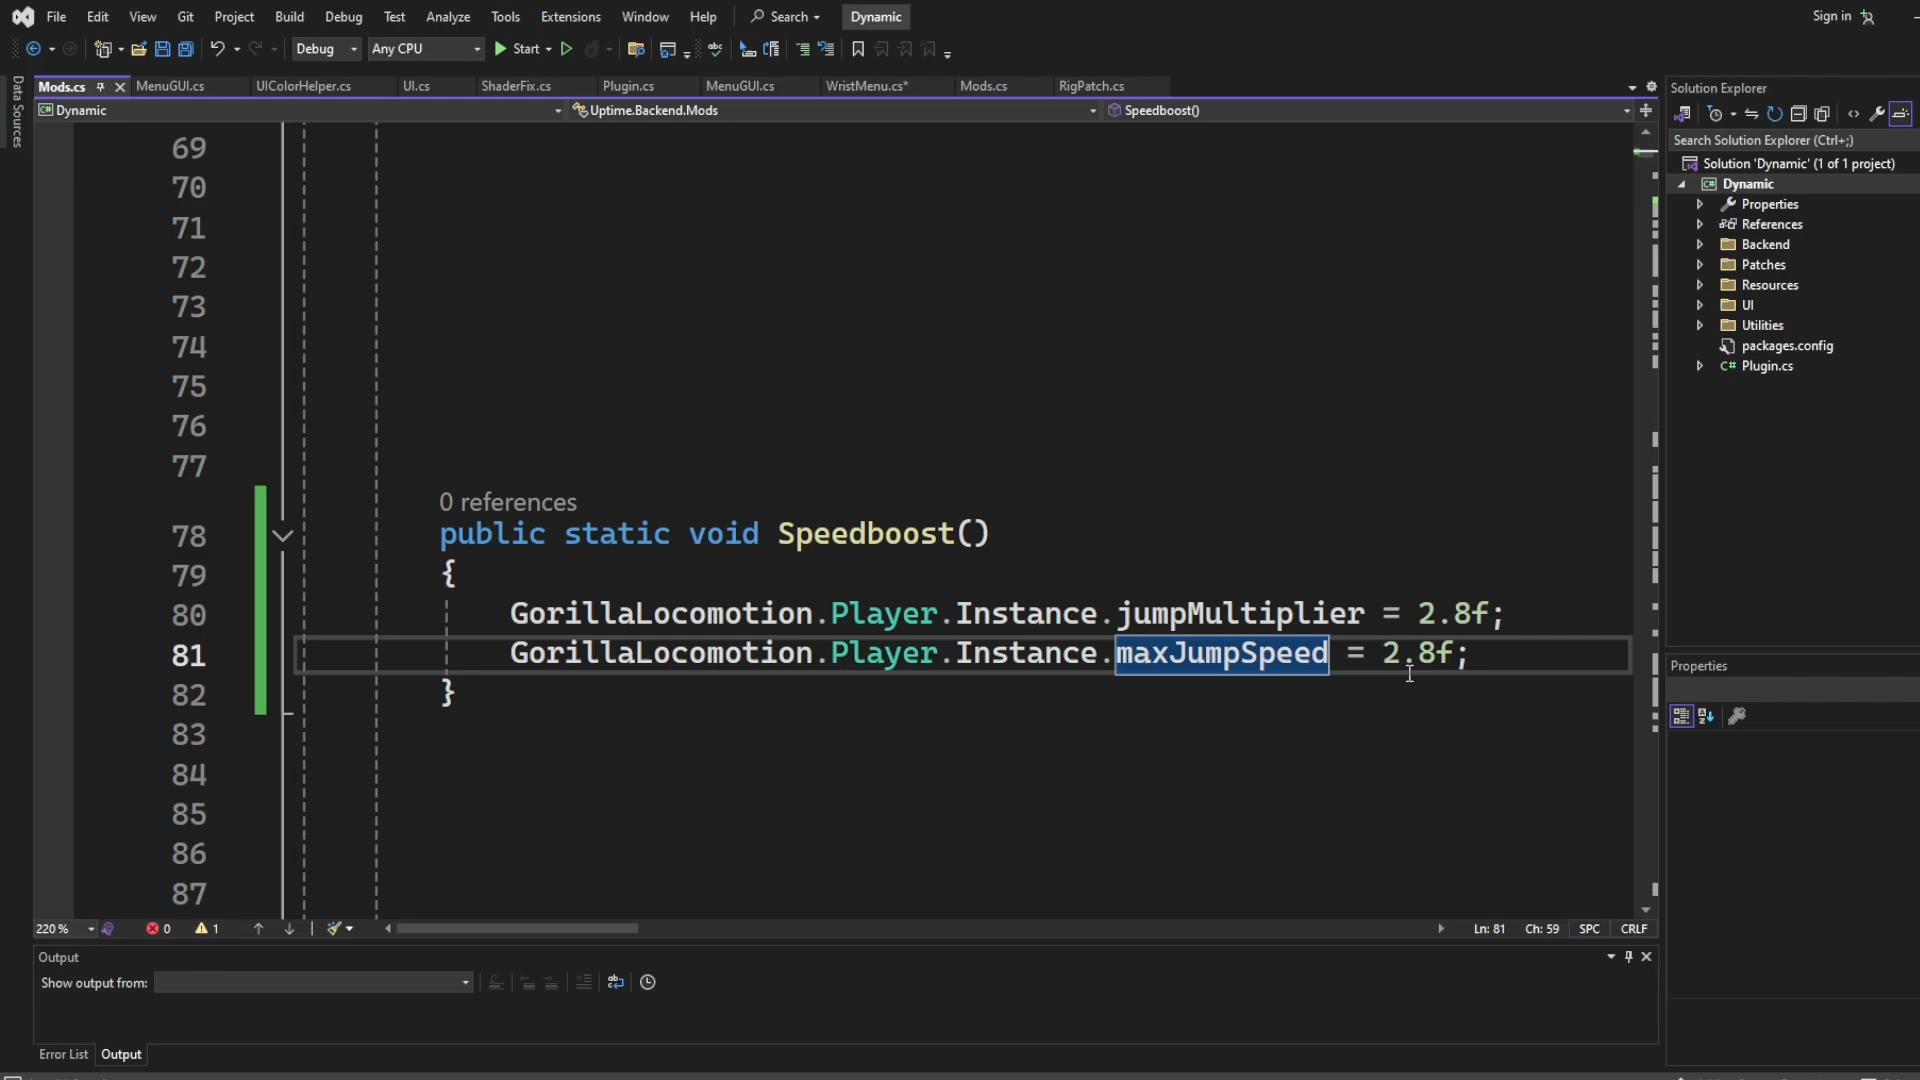 File Edit View Git Project Build Debug Test Analyze Tools Extensions Window Help Search Dynamic Sign in
Debug Any CPU Start
Data Sources
Mods.cs MenuGUI.cs UIColorHelper.cs UI.cs ShaderFix.cs Plugin.cs MenuGUI.cs WristMenu.cs* Mods.cs RigPatch.cs
Dynamic Uptime.Backend.Mods Speedboost()
69
70
71
72
73
74
75
76
77
0 references
78 public static void Speedboost()
79 {
80 GorillaLocomotion.Player.Instance.jumpMultiplier = 2.8f;
81 GorillaLocomotion.Player.Instance.maxJumpSpeed = 2.8f;
82 }
83
84
85
86
87
220 % 0 1 Ln: 81 Ch: 59 SPC CRLF
Output
Show output from:
Error List Output
Solution Explorer
Search Solution Explorer (Ctrl+;)
Solution 'Dynamic' (1 of 1 project)
C# Dynamic
Properties
References
Backend
Patches
Resources
UI
Utilities
packages.config
C# Plugin.cs
Properties